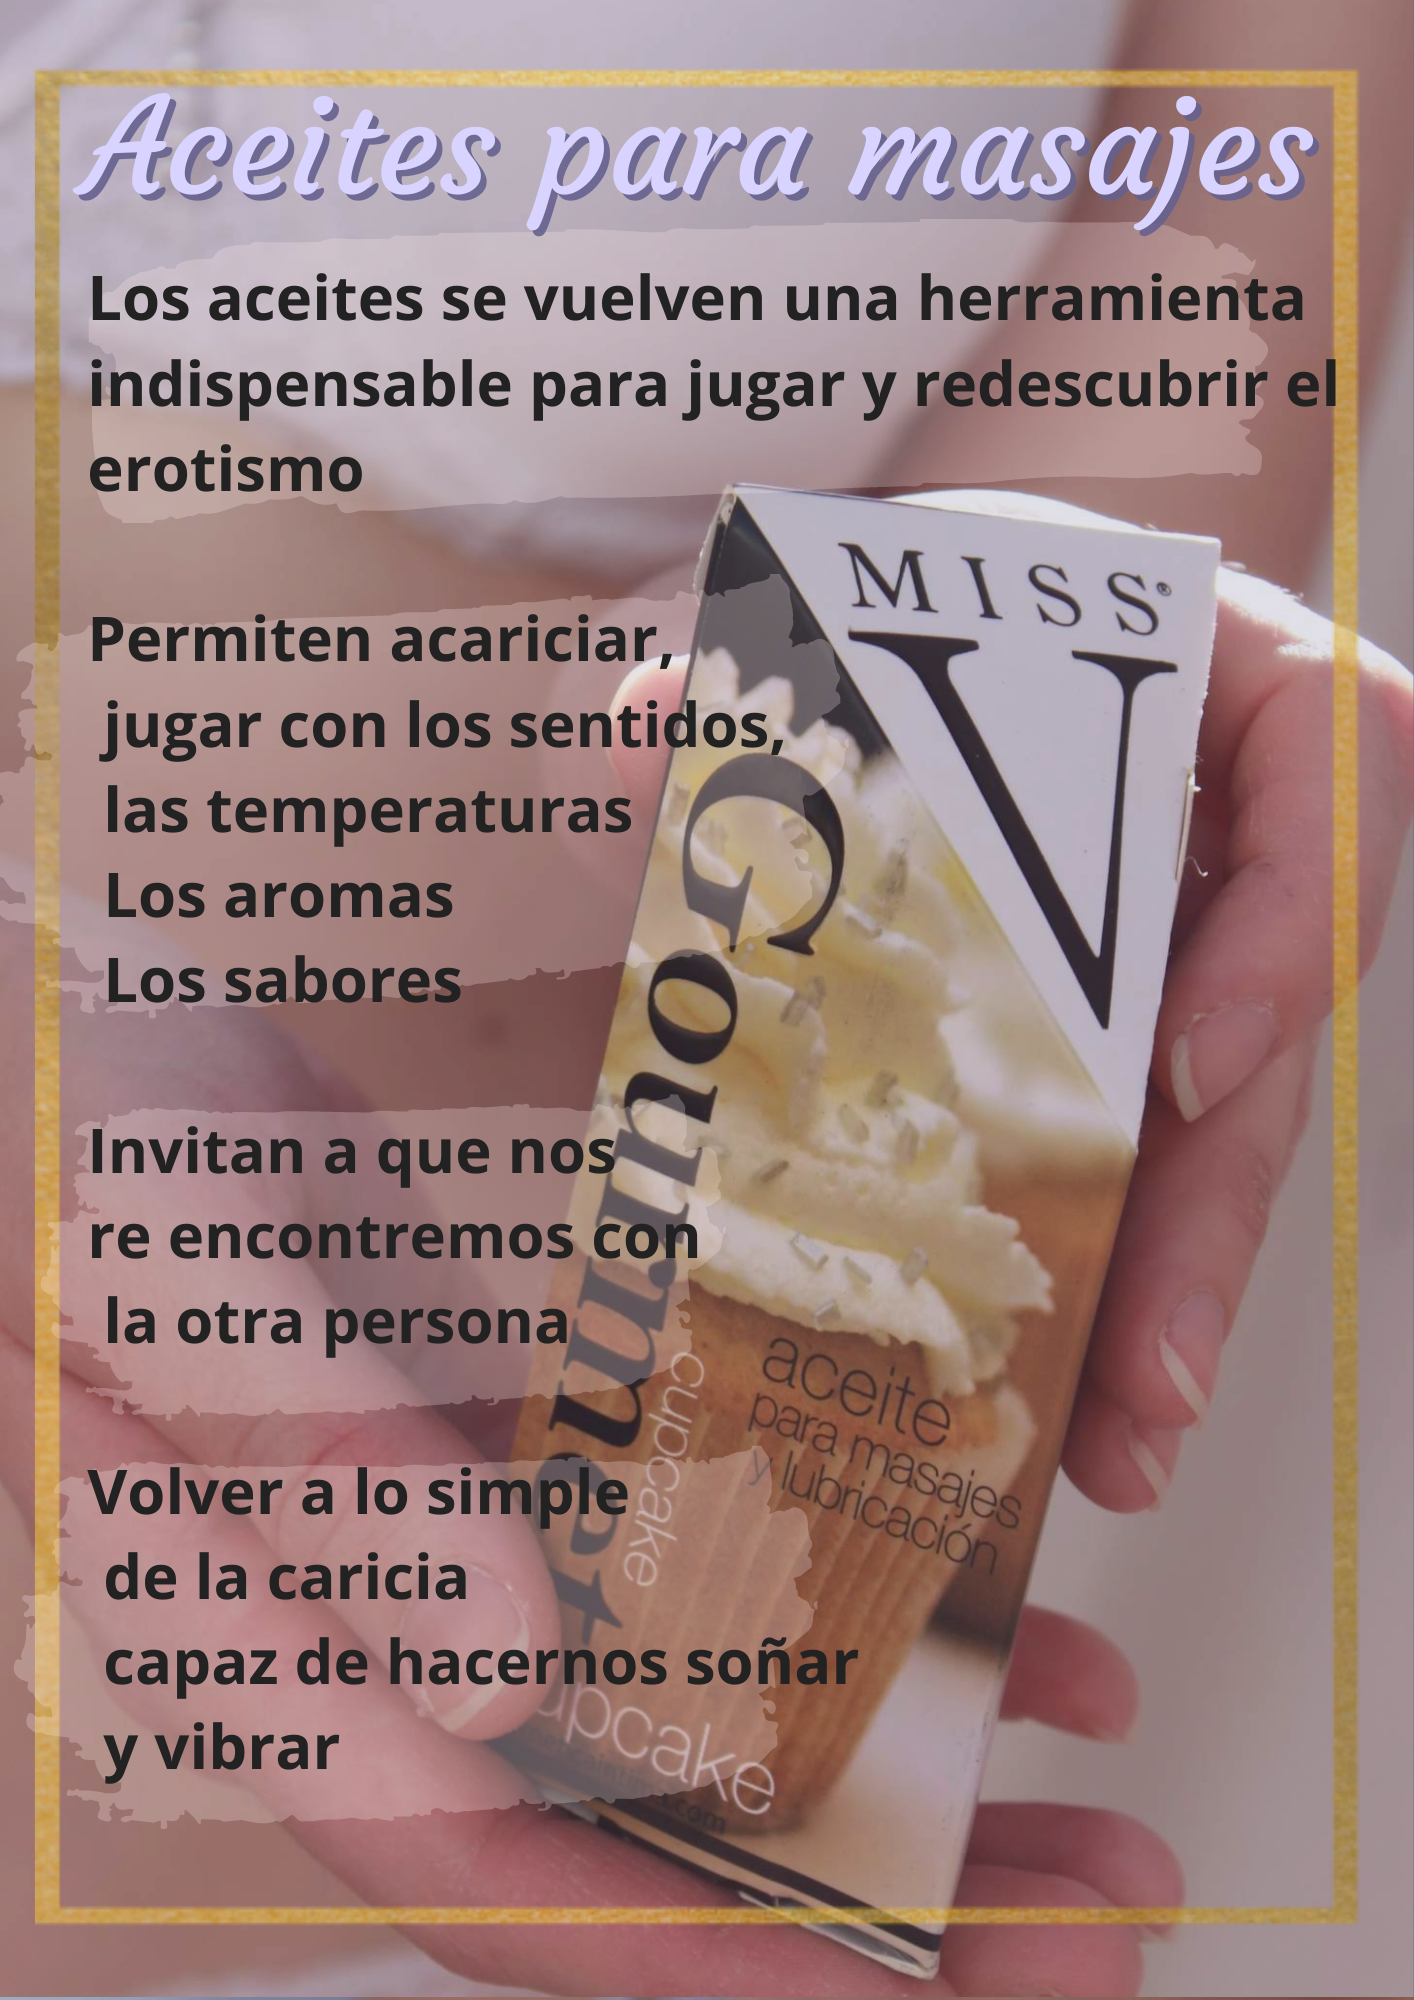 Aceites para masajes
Los aceites se vuelven una herramienta
indispensable para jugar y redescubrir el
erotismo
Permiten acariciar,
jugar con los sentidos,
las temperaturas
Los aromas
Los sabores
Invitan a que nos
re encontremos con
la otra persona
Volver a lo simple
de la caricia
capaz de hacernos soñar
y vibrar
MISS®
V
Gourmet
cupcake
aceite
para masajes
y lubricación
cupcake